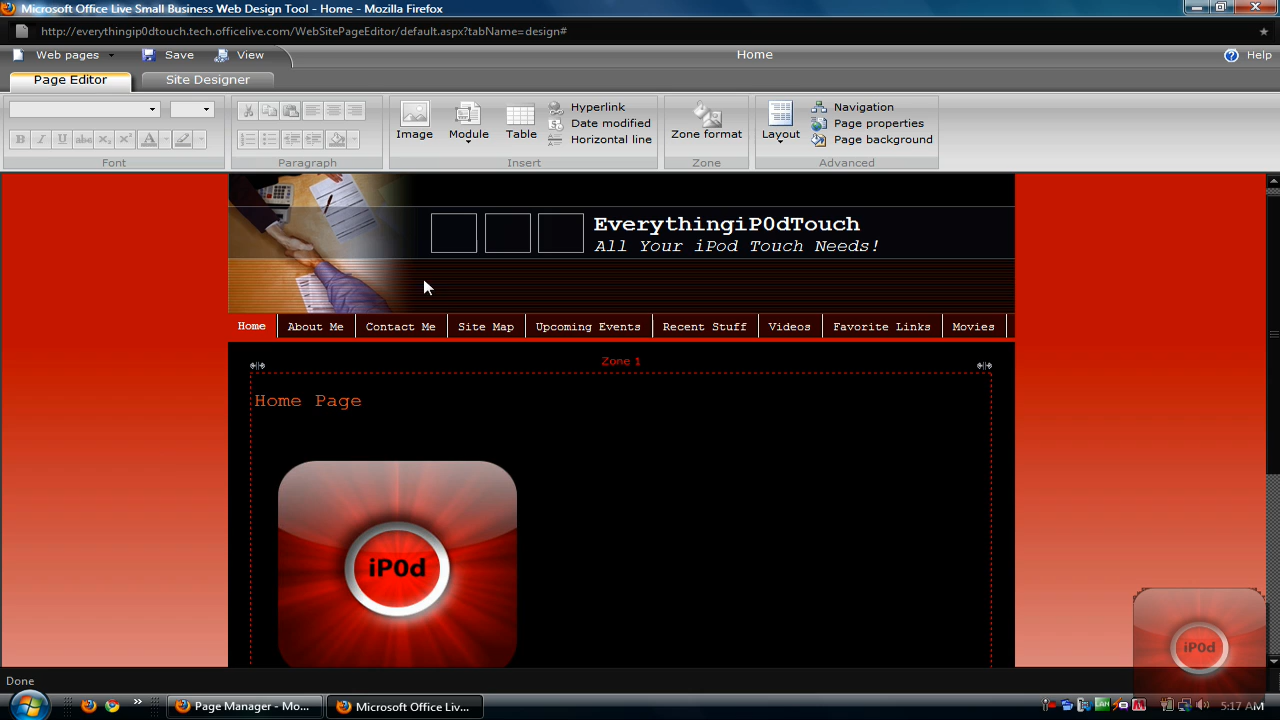 Microsoft Office Live Small Business Web Design Tool - Home - Mozilla Firefox
http://everythingip0dtouch.tech.officelive.com/WebSitePageEditor/default.aspx?tabName=design#
Web pages Save View Home Help
Page Editor Site Designer
Image Module Table Hyperlink Date modified Horizontal line
Zone format
Layout Navigation Page properties Page background
B I U abc X2 X2 A
Font Paragraph Insert Zone Advanced
EverythingiP0dTouch
All Your iPod Touch Needs!
Home About Me Contact Me Site Map Upcoming Events Recent Stuff Videos Favorite Links Movies
Zone 1
Home Page
iP0d
iP0d
Done
Page Manager - Mo... Microsoft Office Liv... LAN 5:17 AM